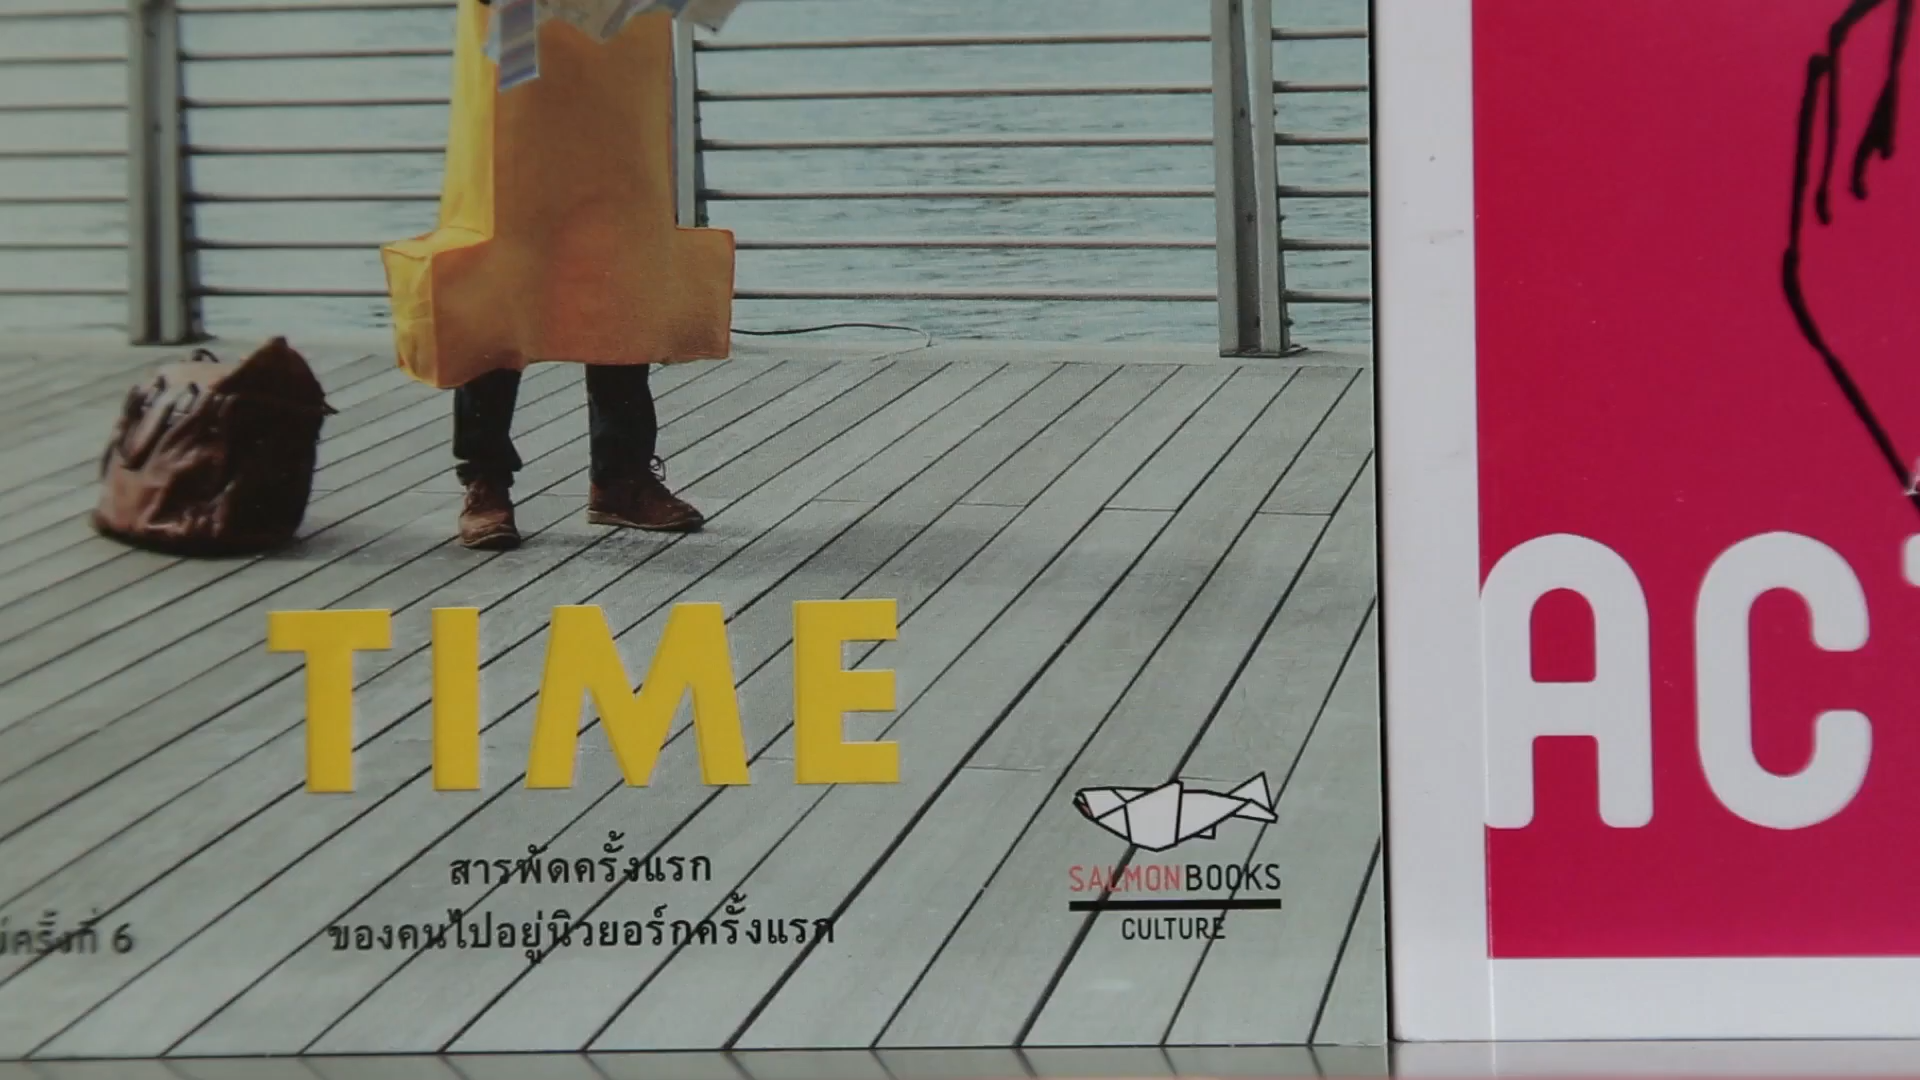 TIME
สารพัดครั้งแรก
ของคนไปอยู่นิวยอร์กครั้งแรก
ครั้งที่ 6
SALMONBOOKS
CULTURE
AC